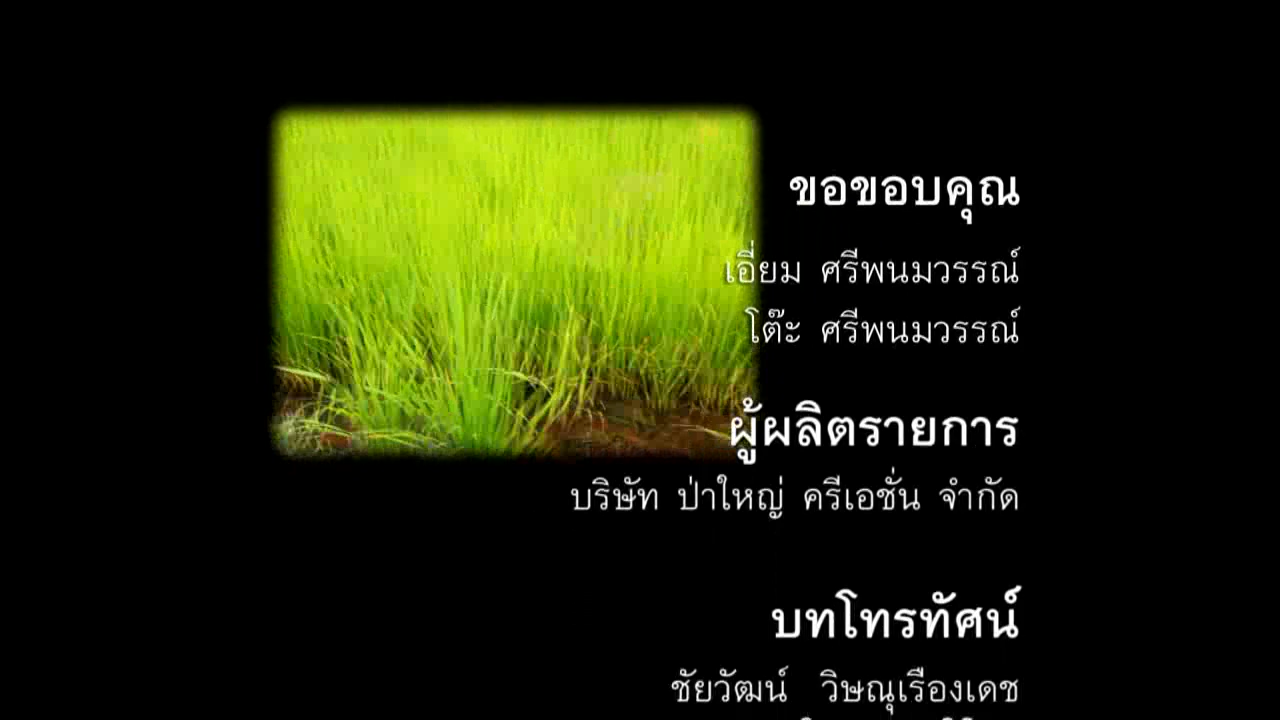 ขอขอบคุณ
เอี่ยม ศรีพนมวรรณ์
โต๊ะ ศรีพนมวรรณ์
ผู้ผลิตรายการ
บริษัท ป่าใหญ่ ครีเอชั่น จำกัด
บทโทรทัศน์
ชัยวัฒน์ วิษณุเรืองเดช